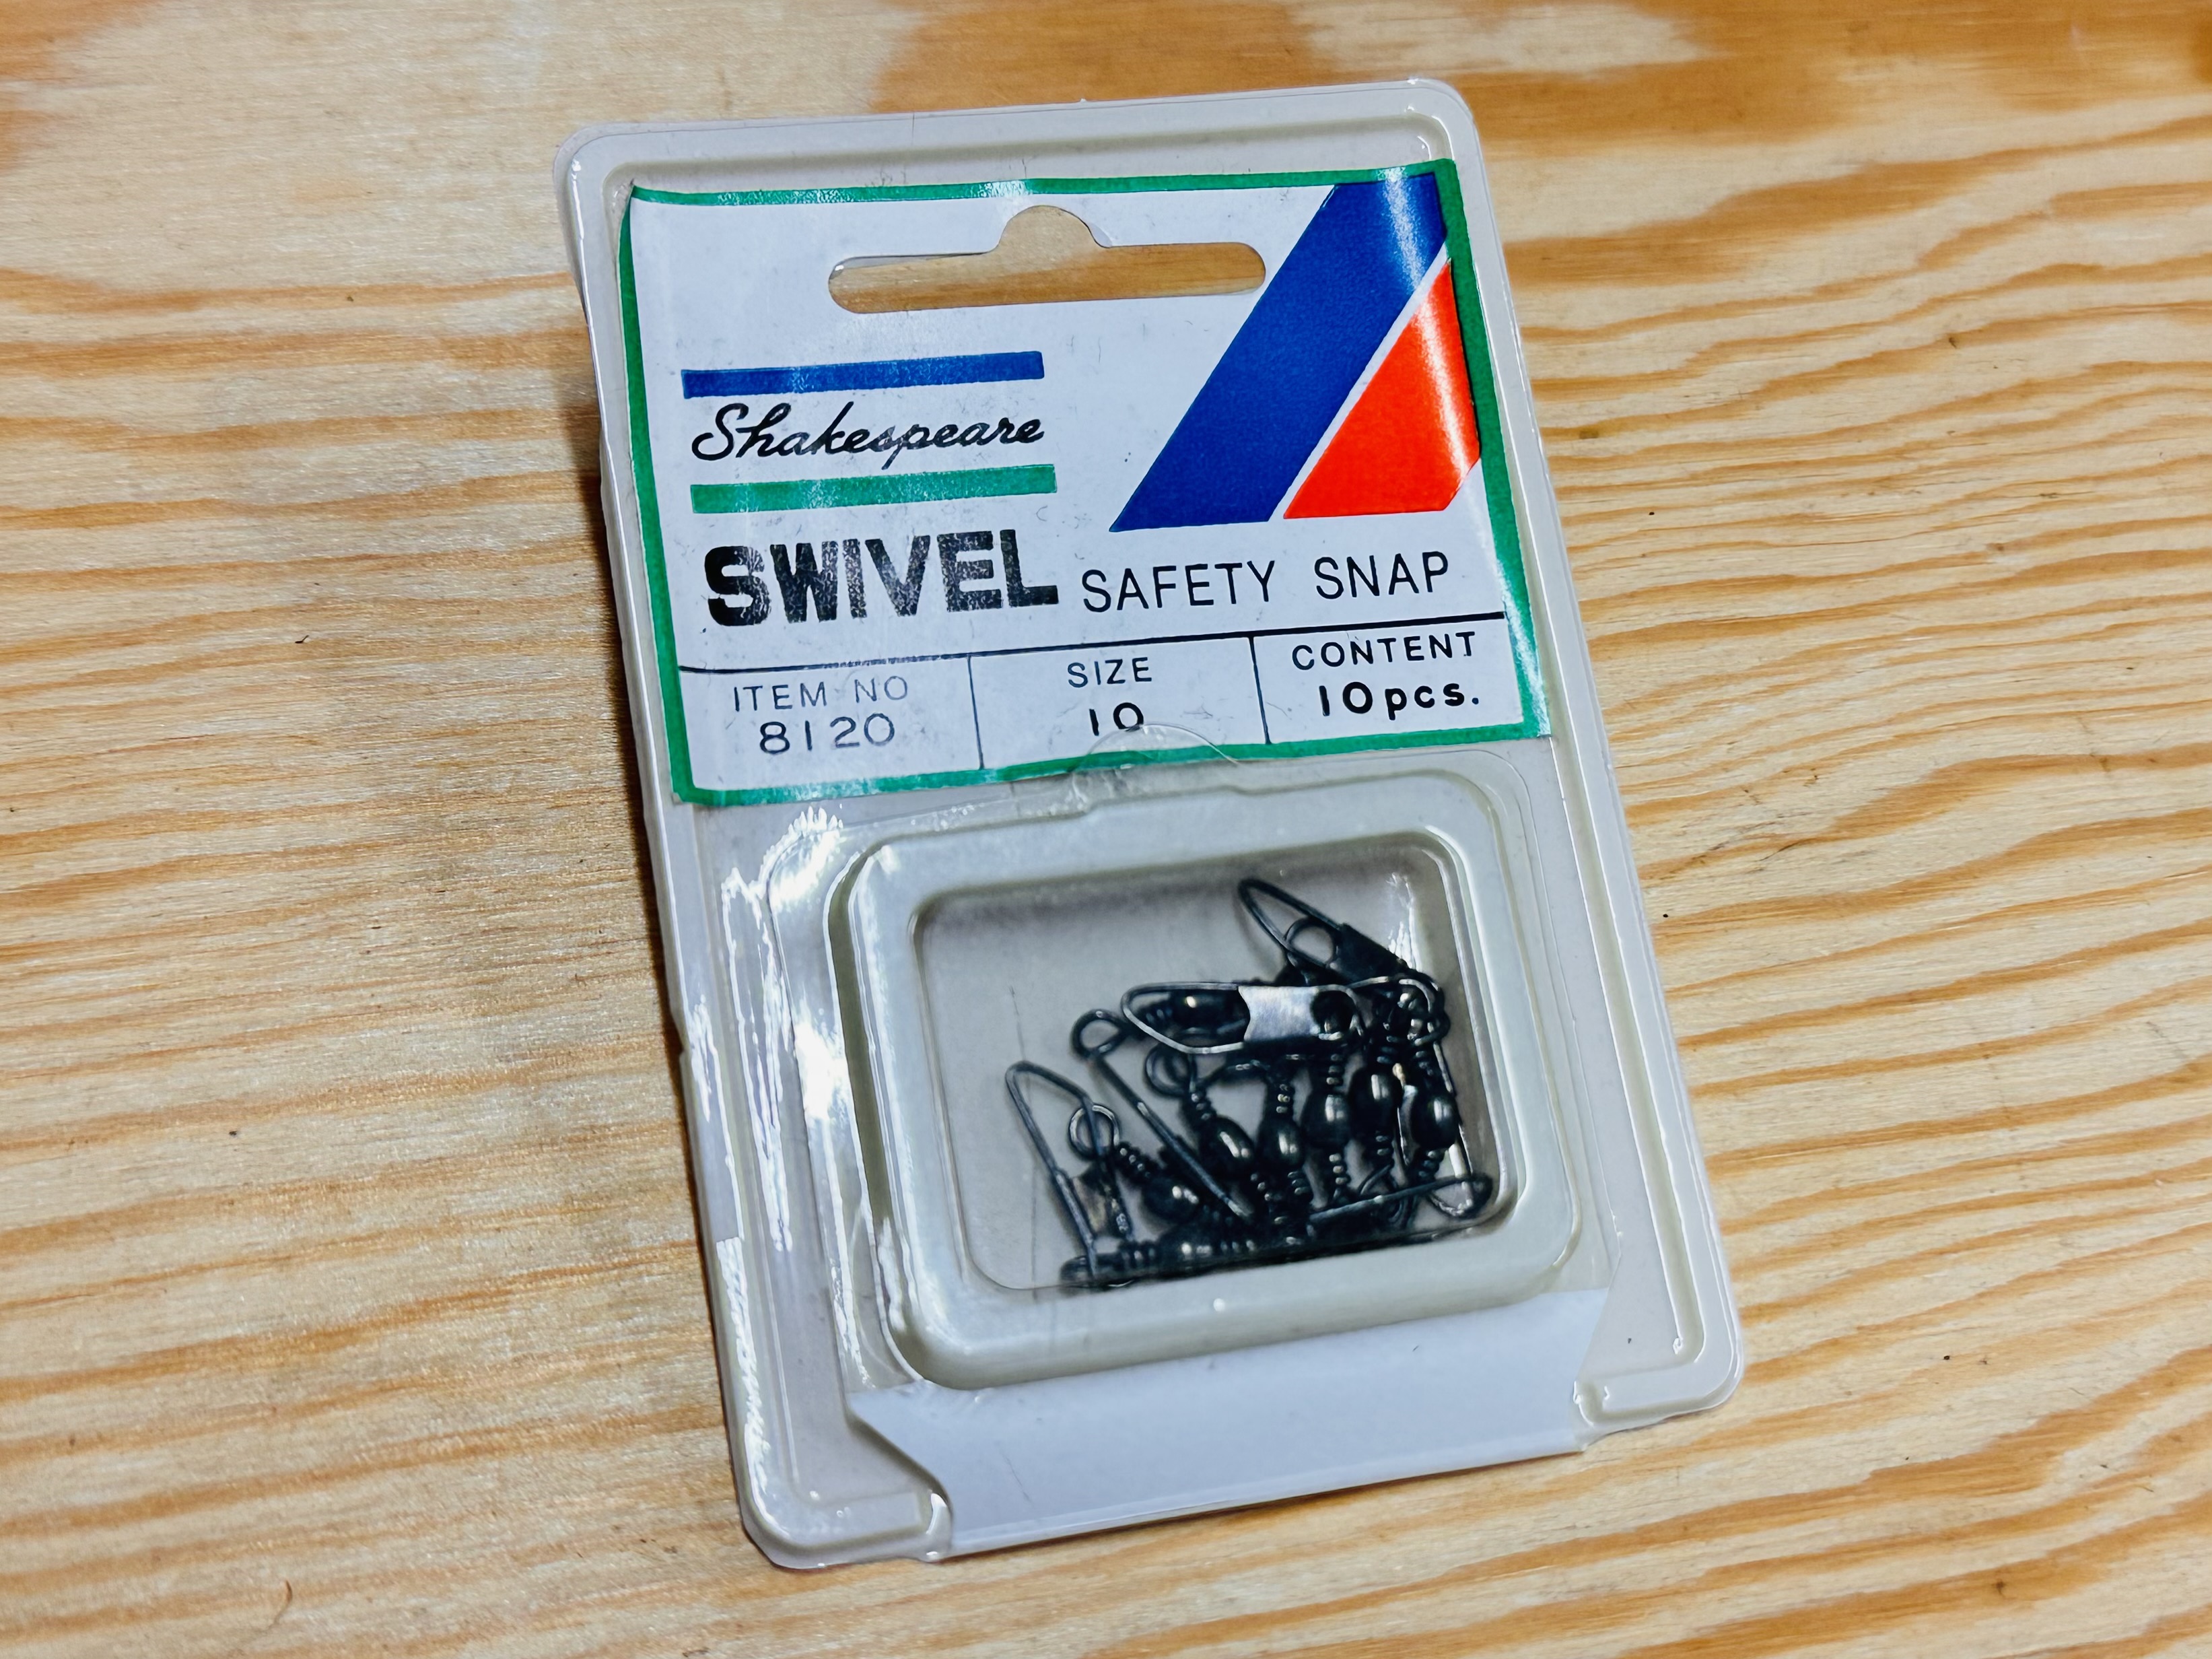 Shakespeare
SWIVEL SAFETY SNAP
ITEM NO SIZE CONTENT
8120 10 10pcs.